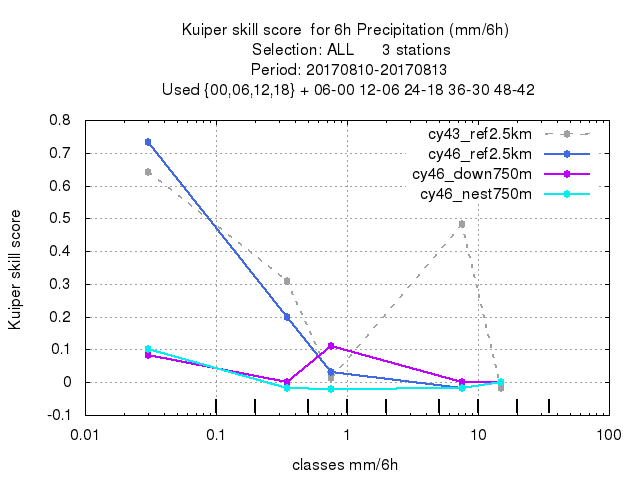 Kuiper skill score  for 6h Precipitation (mm/6h)
Selection: ALL      3 stations
Period: 20170810-20170813
Used {00,06,12,18} + 06-00 12-06 24-18 36-30 48-42
cy43_ref2.5km
cy46_ref2.5km
cy46_down750m
cy46_nest750m
Kuiper skill score
0.8
0.7
0.6
0.5
0.4
0.3
0.2
0.1
0
-0.1
0.01 0.1 1 10 100
classes mm/6h